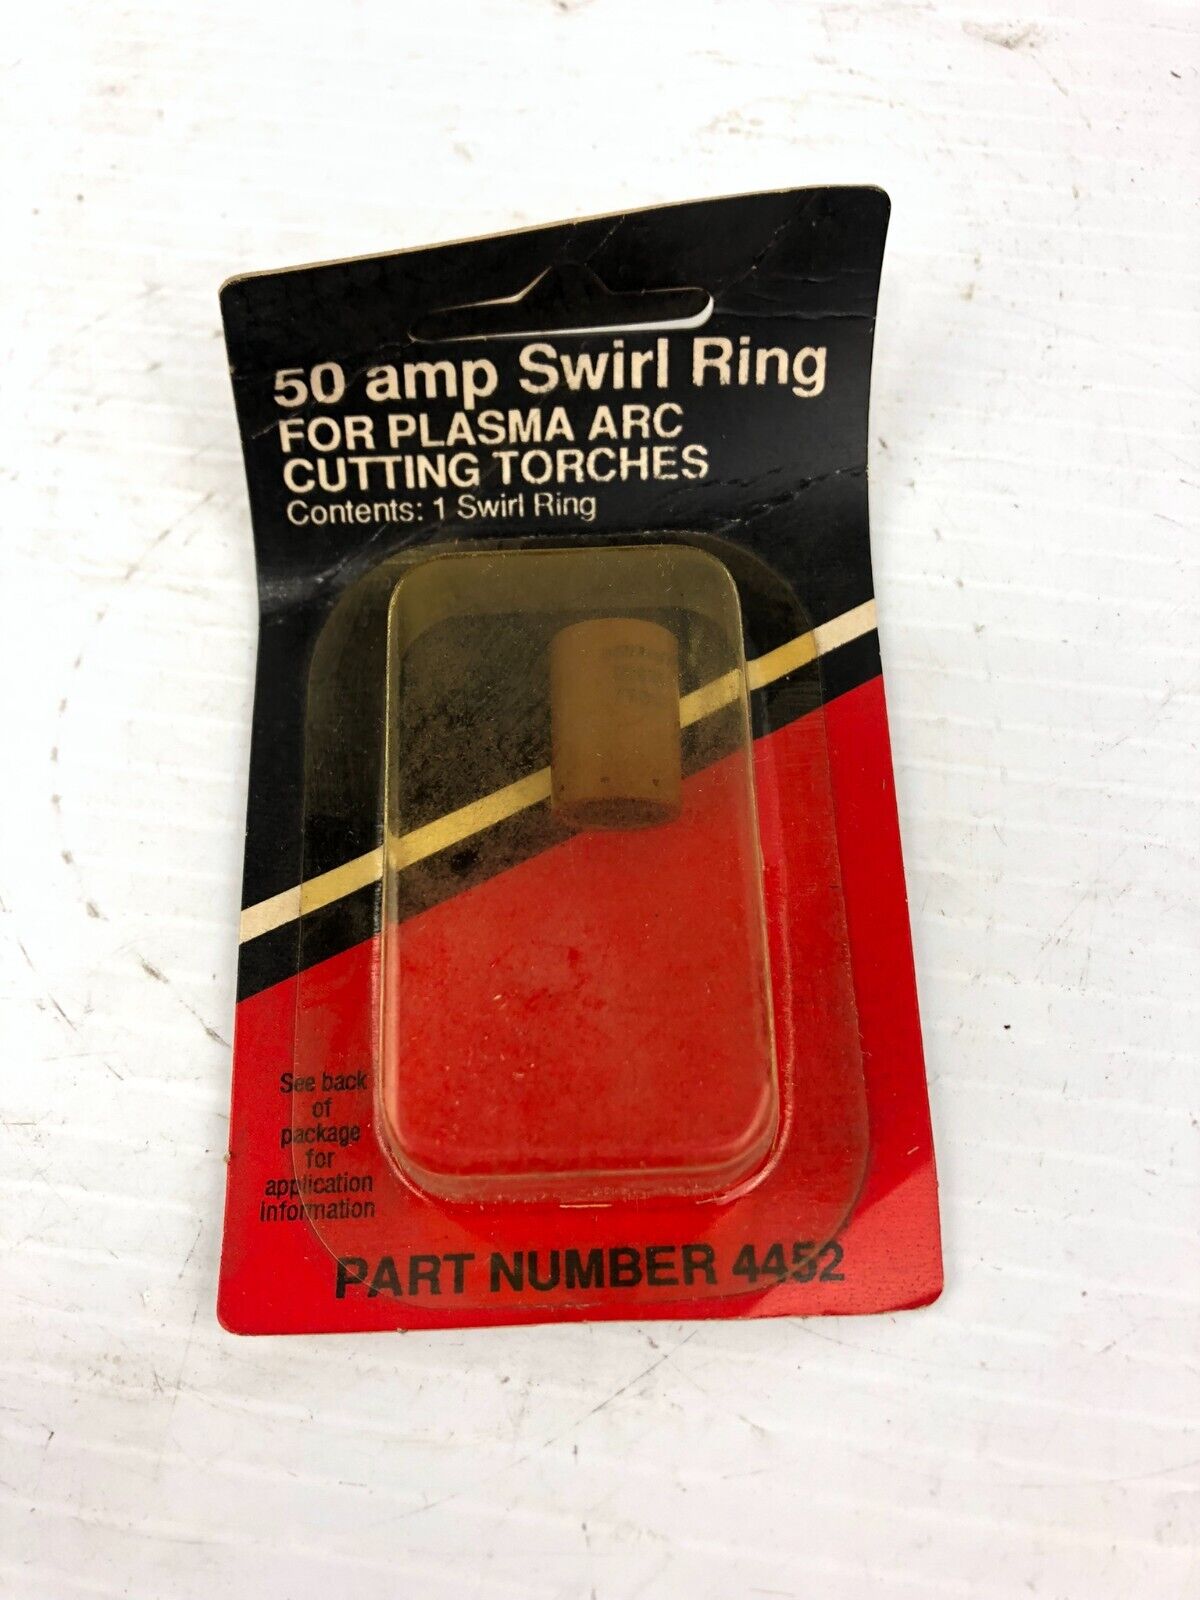 50 amp Swirl Ring
FOR PLASMA ARC
CUTTING TORCHES
Contents: 1 Swirl Ring
See back
of
package
for
application
information
PART NUMBER 4452